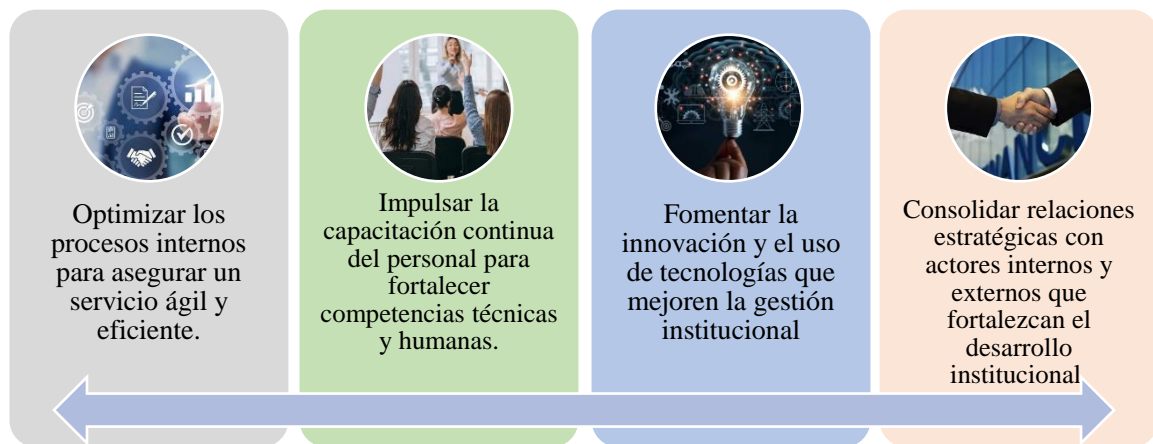 Optimizar los
procesos internos
para asegurar un
servicio ágil y
eficiente.
Impulsar la
capacitación continua
del personal para
fortalecer
competencias técnicas
y humanas.
Fomentar la
innovación y el uso
de tecnologías que
mejoren la gestión
institucional
Consolidar relaciones
estratégicas con
actores internos y
externos que
fortalezcan el
desarrollo
institucional